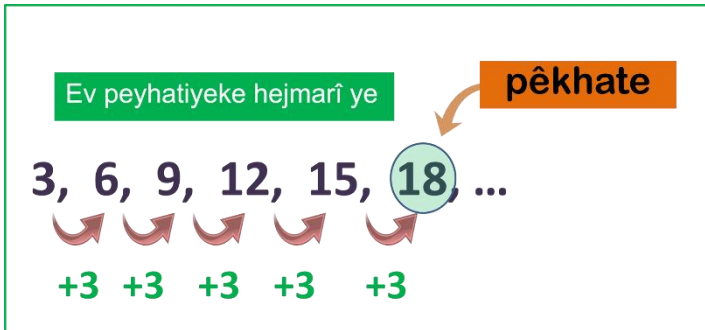 pêkhate
Ev peyhatiyeke hejmarî ye
3, 6, 9, 12, 15, 18, ...
+3 +3 +3 +3 +3